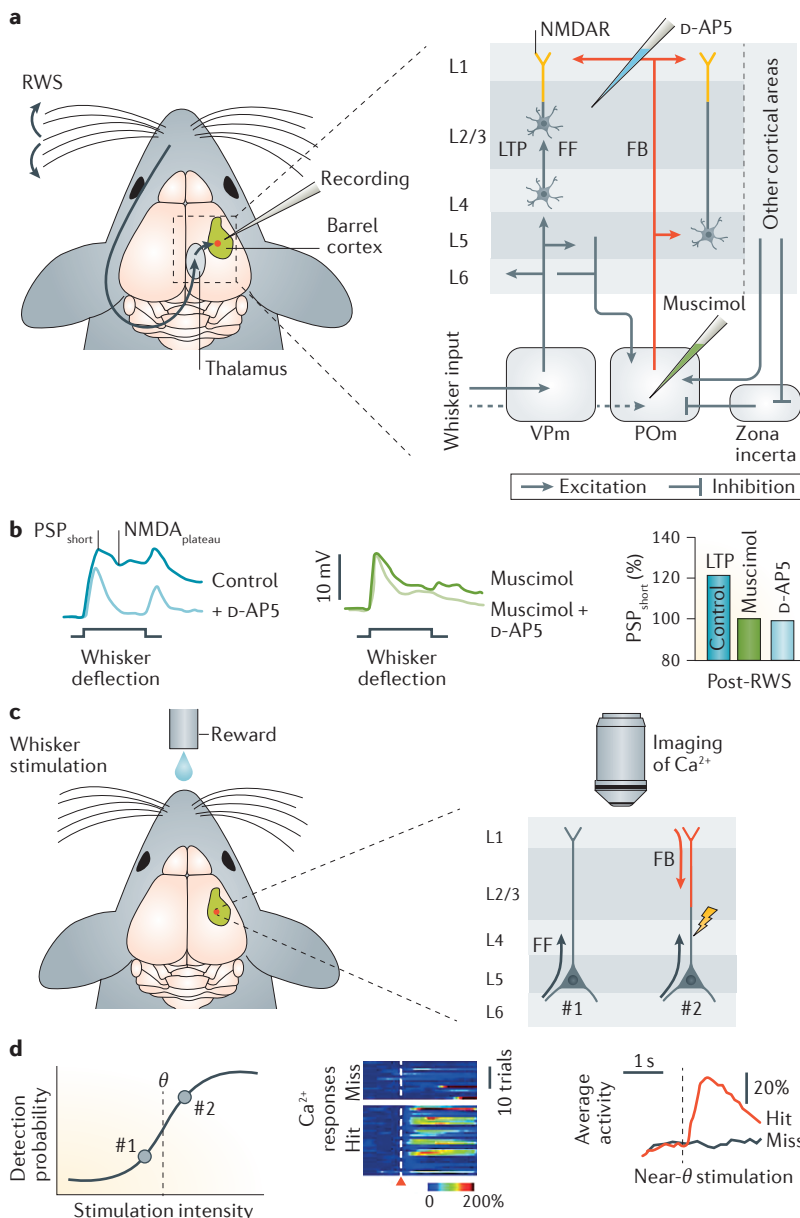 a
RWS
Recording
Barrel
cortex
Thalamus
NMDAR
D-AP5
L1
L2/3
LTP
FF
FB
L4
L5
L6
Other cortical areas
Muscimol
Whisker input
VPm
POm
Zona
incerta
Excitation
Inhibition
b
PSPshort
NMDAplateau
Control
+ D-AP5
Whisker
deflection
10 mV
Muscimol
Muscimol +
D-AP5
Whisker
deflection
PSPshort (%)
140
120
100
80
LTP
Control
Muscimol
D-AP5
Post-RWS
c
Whisker
stimulation
Reward
Imaging
of Ca2+
L1
L2/3
L4
L5
L6
FF
FB
#1
#2
d
Detection
probability
θ
#1
#2
Stimulation intensity
Ca2+
responses
Miss
Hit
10 trials
0
200%
1 s
20%
Average
activity
Hit
Miss
Near-θ stimulation